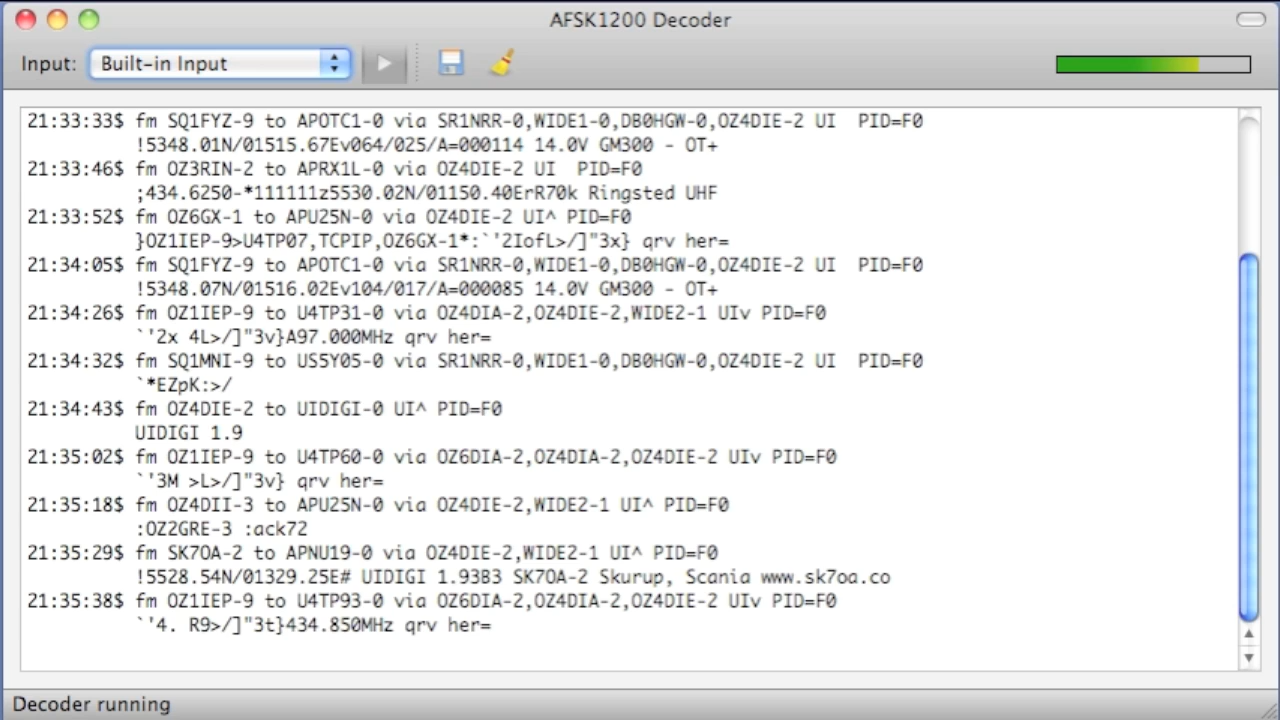 AFSK1200 Decoder
Input: Built-in Input
21:33:33$ fm SQ1FYZ-9 to APOTC1-0 via SR1NRR-0,WIDE1-0,DB0HGW-0,OZ4DIE-2 UI  PID=F0
!5348.01N/01515.67Ev064/025/A=000114 14.0V GM300 - OT+
21:33:46$ fm OZ3RIN-2 to APRX1L-0 via OZ4DIE-2 UI  PID=F0
;434.6250-*111111z5530.02N/01150.40ErR70k Ringsted UHF
21:33:52$ fm OZ6GX-1 to APU25N-0 via OZ4DIE-2 UI^ PID=F0
}OZ1IEP-9>U4TP07,TCPIP,OZ6GX-1*:`'2IofL>/]"3x} qrv her=
21:34:05$ fm SQ1FYZ-9 to APOTC1-0 via SR1NRR-0,WIDE1-0,DB0HGW-0,OZ4DIE-2 UI  PID=F0
!5348.07N/01516.02Ev104/017/A=000085 14.0V GM300 - OT+
21:34:26$ fm OZ1IEP-9 to U4TP31-0 via OZ4DIA-2,OZ4DIE-2,WIDE2-1 UIv PID=F0
`'2x 4L>/]"3v}A97.000MHz qrv her=
21:34:32$ fm SQ1MNI-9 to US5Y05-0 via SR1NRR-0,WIDE1-0,DB0HGW-0,OZ4DIE-2 UI  PID=F0
`*EZpK:>/
21:34:43$ fm OZ4DIE-2 to UIDIGI-0 UI^ PID=F0
UIDIGI 1.9
21:35:02$ fm OZ1IEP-9 to U4TP60-0 via OZ6DIA-2,OZ4DIA-2,OZ4DIE-2 UIv PID=F0
`'3M >L>/]"3v} qrv her=
21:35:18$ fm OZ4DII-3 to APU25N-0 via OZ4DIE-2,WIDE2-1 UI^ PID=F0
:OZ2GRE-3 :ack72
21:35:29$ fm SK7OA-2 to APNU19-0 via OZ4DIE-2,WIDE2-1 UI^ PID=F0
!5528.54N/01329.25E# UIDIGI 1.93B3 SK7OA-2 Skurup, Scania www.sk7oa.co
21:35:38$ fm OZ1IEP-9 to U4TP93-0 via OZ6DIA-2,OZ4DIA-2,OZ4DIE-2 UIv PID=F0
`'4. R9>/]"3t}434.850MHz qrv her=
Decoder running